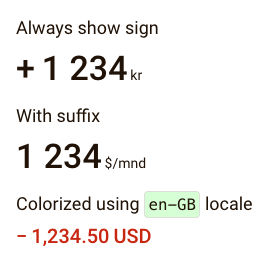 Always show sign
+ 1 234 kr
With suffix
1 234 $/mnd
Colorized using en–GB locale
− 1,234.50 USD